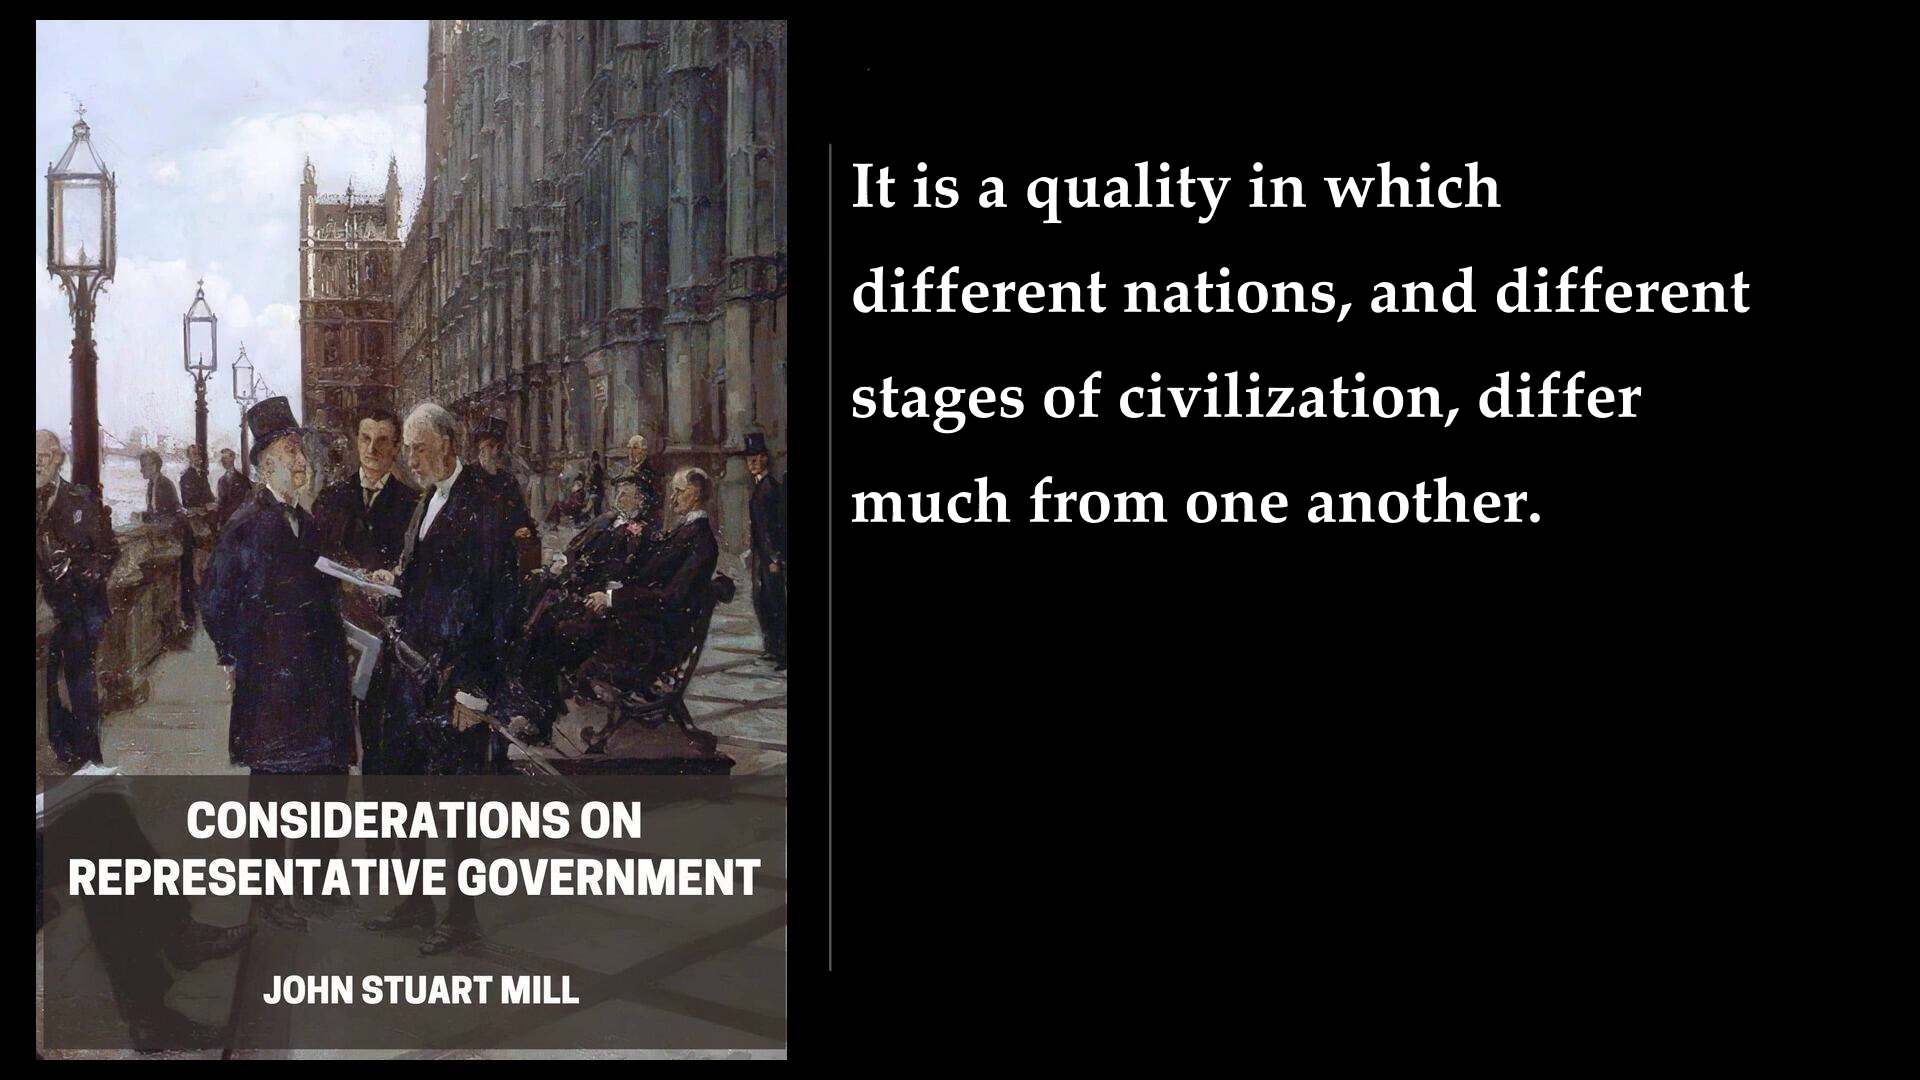 CONSIDERATIONS ON
REPRESENTATIVE GOVERNMENT
JOHN STUART MILL
It is a quality in which
different nations, and different
stages of civilization, differ
much from one another.